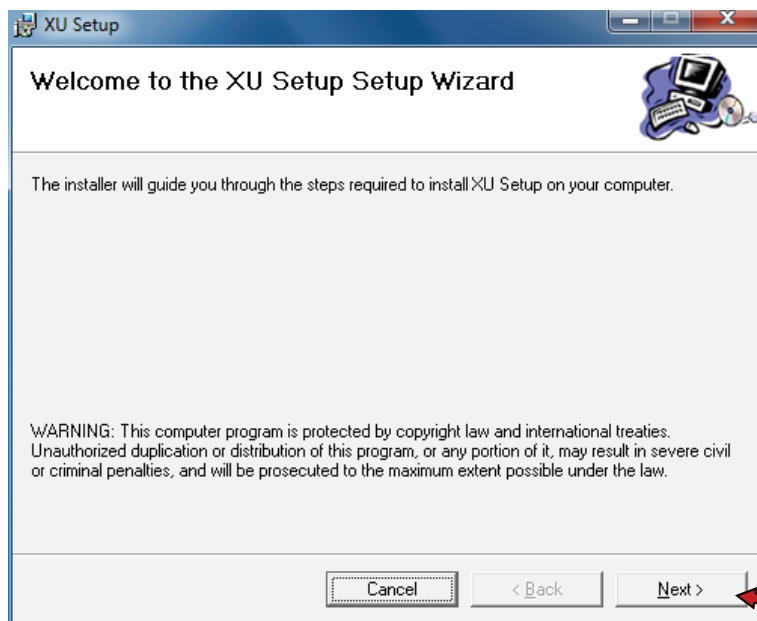 XU Setup
Welcome to the XU Setup Setup Wizard
The installer will guide you through the steps required to install XU Setup on your computer.
WARNING: This computer program is protected by copyright law and international treaties.
Unauthorized duplication or distribution of this program, or any portion of it, may result in severe civil
or criminal penalties, and will be prosecuted to the maximum extent possible under the law.
Cancel
< Back
Next >